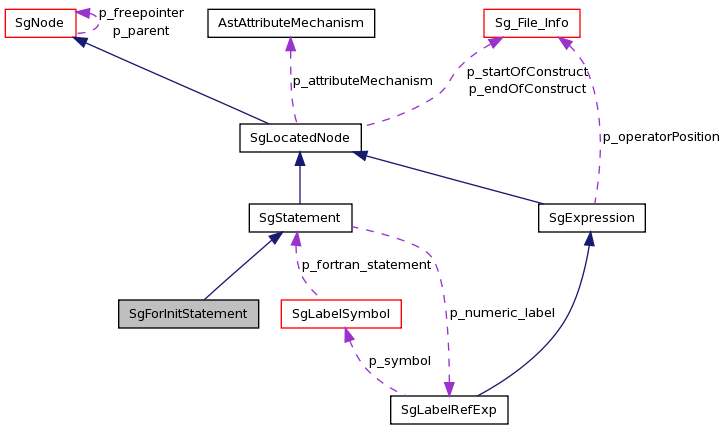 SgNode
p_freepointer
p_parent
AstAttributeMechanism
Sg_File_Info
p_attributeMechanism
p_startOfConstruct
p_endOfConstruct
p_operatorPosition
SgLocatedNode
SgStatement
SgExpression
p_fortran_statement
p_numeric_label
SgForInitStatement
SgLabelSymbol
p_symbol
SgLabelRefExp